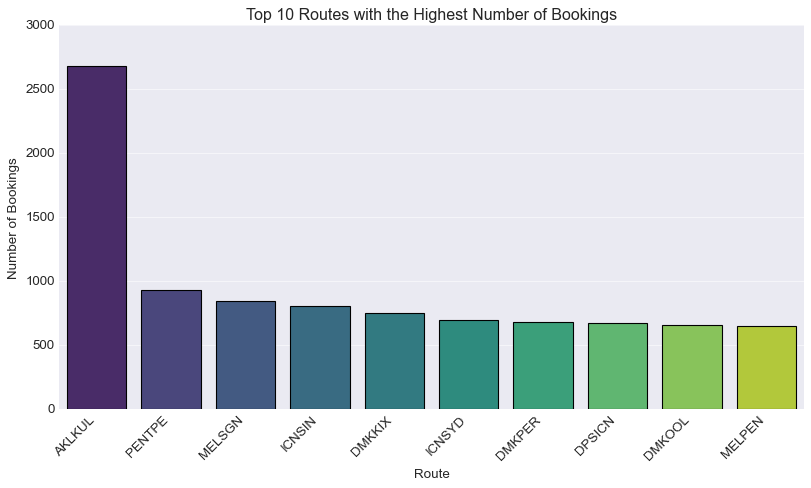 Top 10 Routes with the Highest Number of Bookings
3000
2500
2000
1500
1000
500
0
Number of Bookings
AKLKUL
PENTPE
MELSGN
ICNSIN
DMKKIX
ICNSYD
DMKPER
DPSICN
DMKOOL
MELPEN
Route